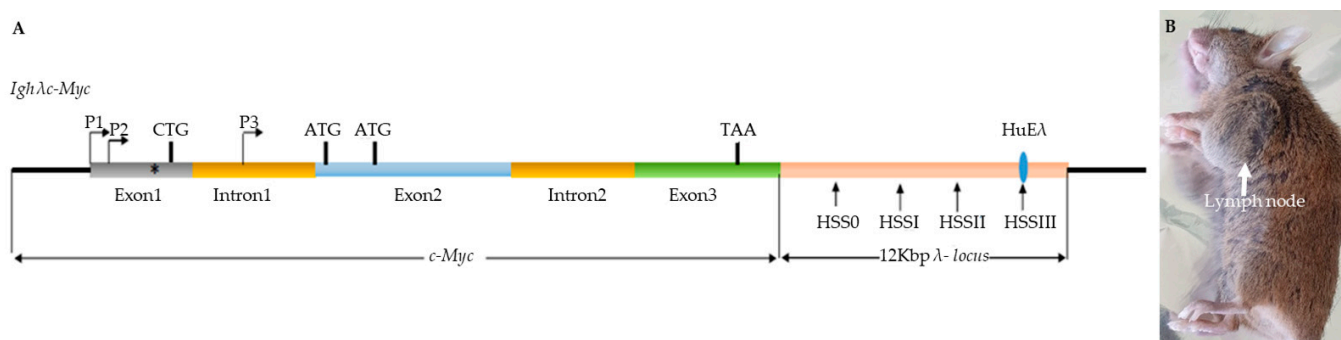 A
B
Igh λc-Myc
P1
P2
CTG
P3
ATG
ATG
TAA
HuEλ
*
Exon1
Intron1
Exon2
Intron2
Exon3
HSS0
HSSI
HSSII
HSSIII
Lymph node
c-Myc
12Kbp λ- locus